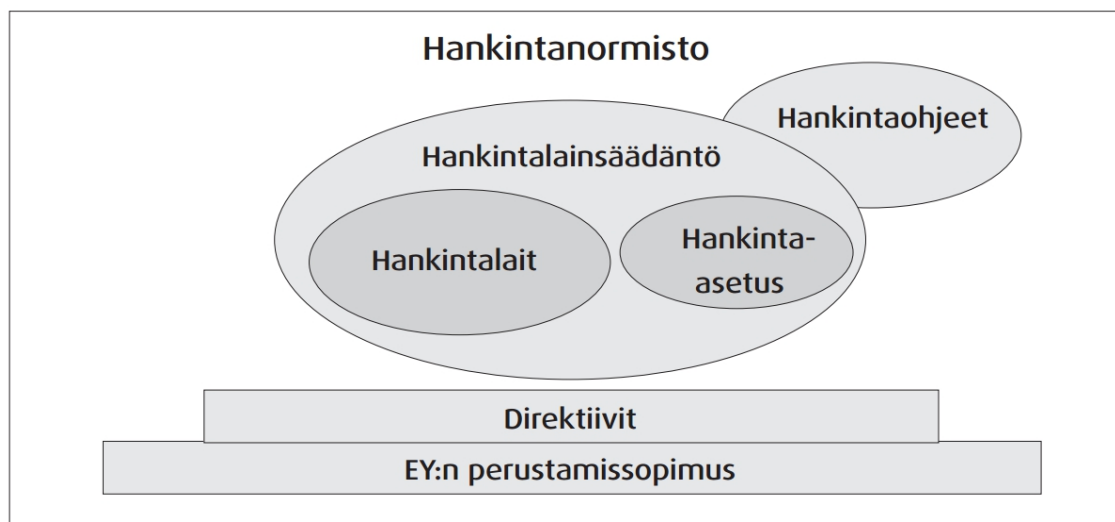 Hankintanormisto
Hankintaohjeet
Hankintalainsäädäntö
Hankintalait
Hankinta-
asetus
Direktiivit
EY:n perustamissopimus